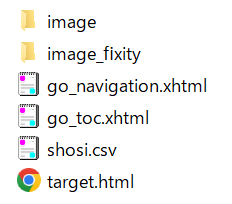 image
image_fixity
go_navigation.xhtml
go_toc.xhtml
shosi.csv
target.html